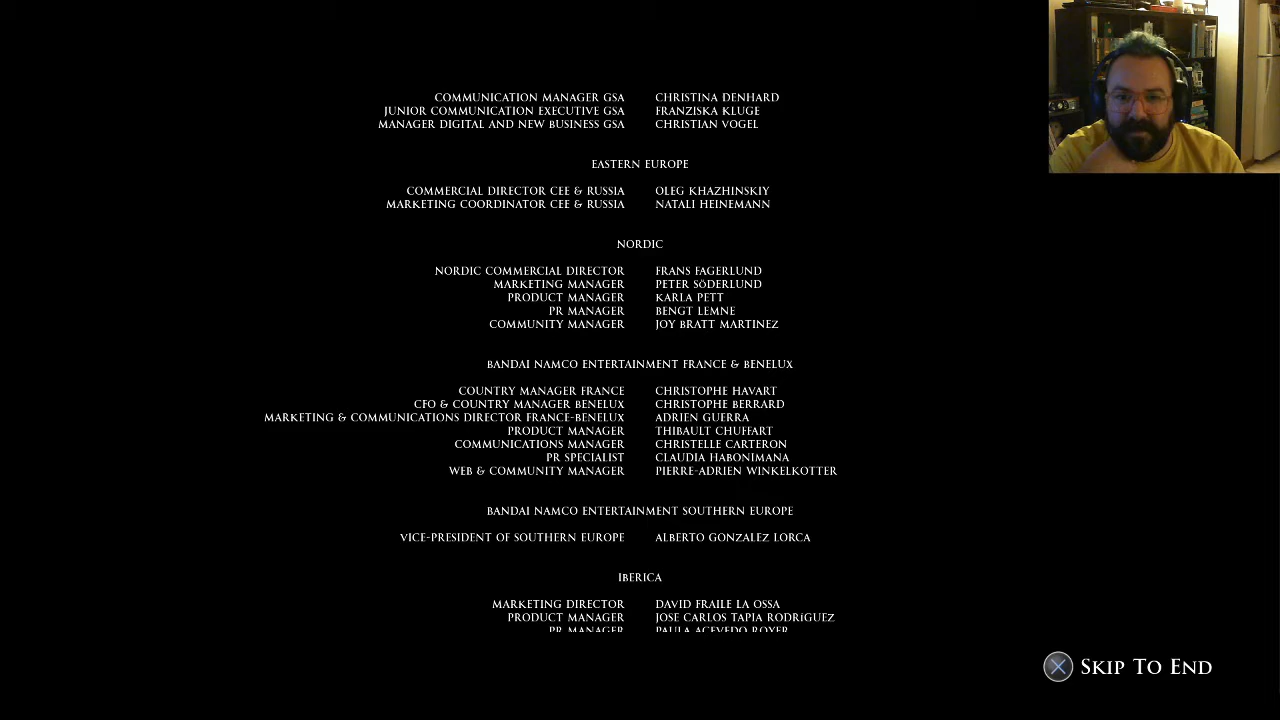 COMMUNICATION MANAGER GSA CHRISTINA DENHARD
JUNIOR COMMUNICATION EXECUTIVE GSA FRANZISKA KLUGE
MANAGER DIGITAL AND NEW BUSINESS GSA CHRISTIAN VOGEL
EASTERN EUROPE
COMMERCIAL DIRECTOR CEE & RUSSIA OLEG KHAZHINSKIY
MARKETING COORDINATOR CEE & RUSSIA NATALI HEINEMANN
NORDIC
NORDIC COMMERCIAL DIRECTOR FRANS FAGERLUND
MARKETING MANAGER PETER SÖDERLUND
PRODUCT MANAGER KARLA PETT
PR MANAGER BENGT LEMNE
COMMUNITY MANAGER JOY BRATT MARTINEZ
BANDAI NAMCO ENTERTAINMENT FRANCE & BENELUX
COUNTRY MANAGER FRANCE CHRISTOPHE HAVART
CFO & COUNTRY MANAGER BENELUX CHRISTOPHE BERRARD
MARKETING & COMMUNICATIONS DIRECTOR FRANCE-BENELUX ADRIEN GUERRA
PRODUCT MANAGER THIBAULT CHUFFART
COMMUNICATIONS MANAGER CHRISTELLE CARTERON
PR SPECIALIST CLAUDIA HABONIMANA
WEB & COMMUNITY MANAGER PIERRE-ADRIEN WINKELKOTTER
BANDAI NAMCO ENTERTAINMENT SOUTHERN EUROPE
VICE-PRESIDENT OF SOUTHERN EUROPE ALBERTO GONZALEZ LORCA
IBERICA
MARKETING DIRECTOR DAVID FRAILE LA OSSA
PRODUCT MANAGER JOSE CARLOS TAPIA RODRÍGUEZ
PR MANAGER PAULA ACEVEDO ROYER
SKIP TO END